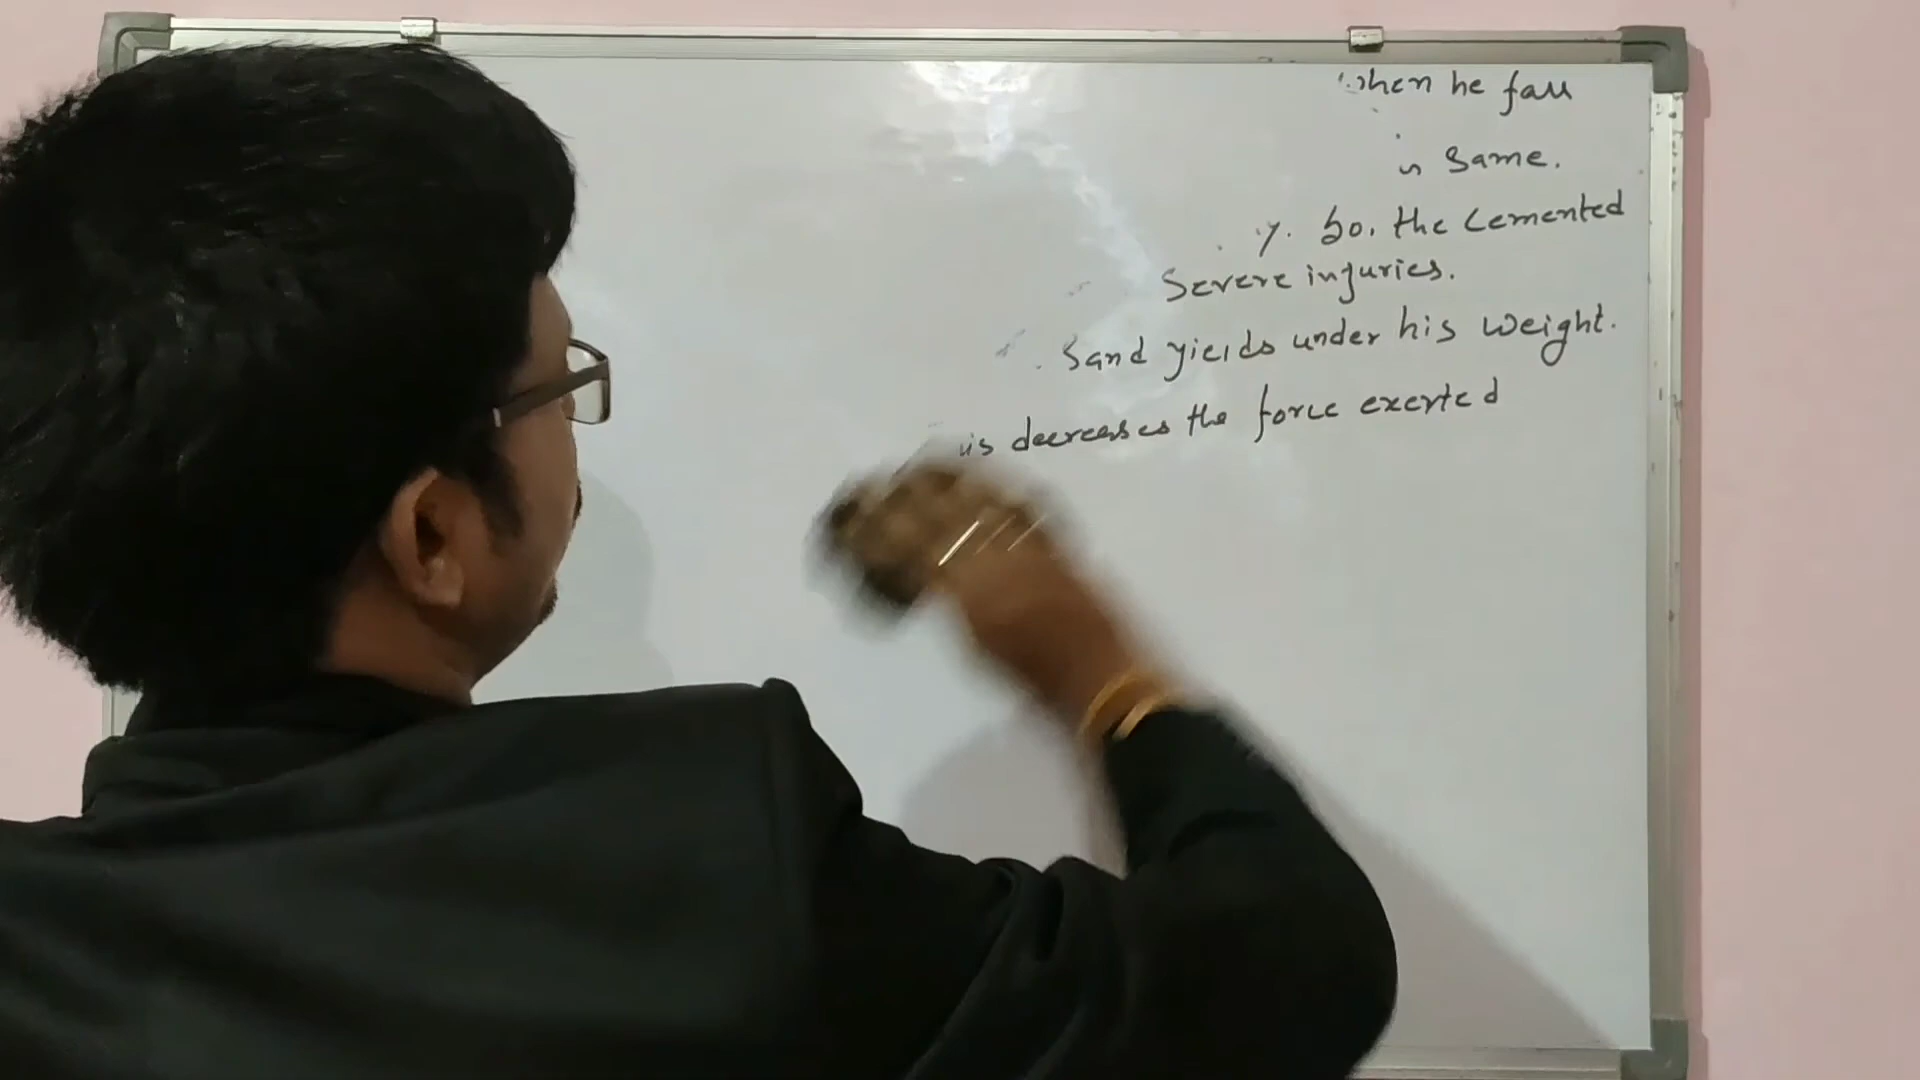 when he fall
is same.
y. So, the cemented
Severe injuries.
Sand yields under his weight.
is decreases the force exerted